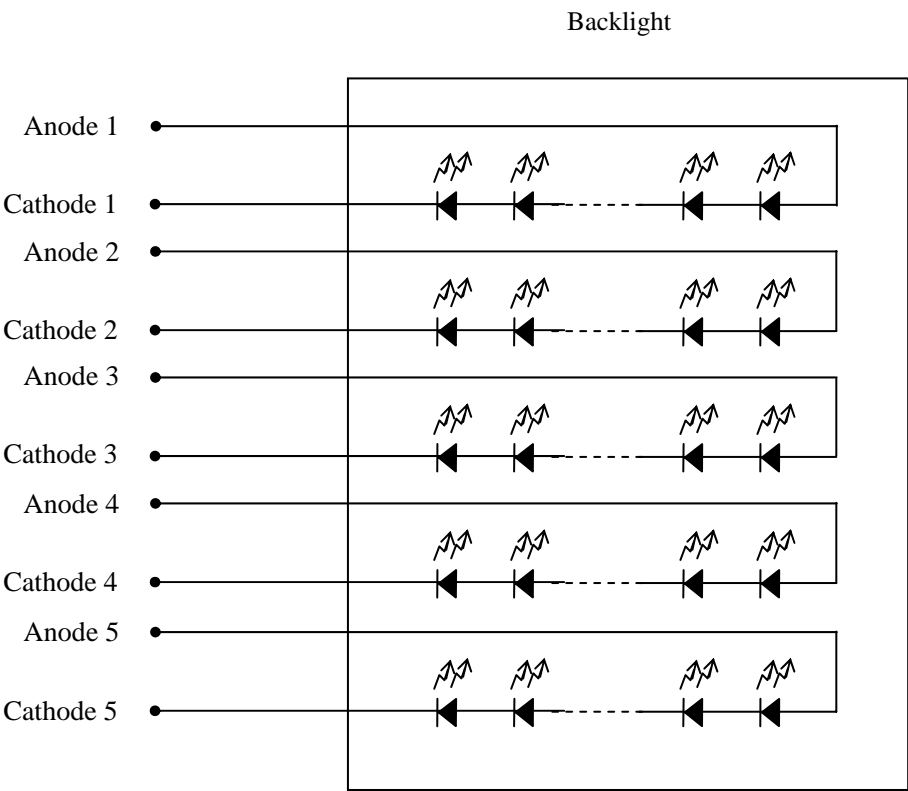 Backlight
Anode 1
Cathode 1
Anode 2
Cathode 2
Anode 3
Cathode 3
Anode 4
Cathode 4
Anode 5
Cathode 5